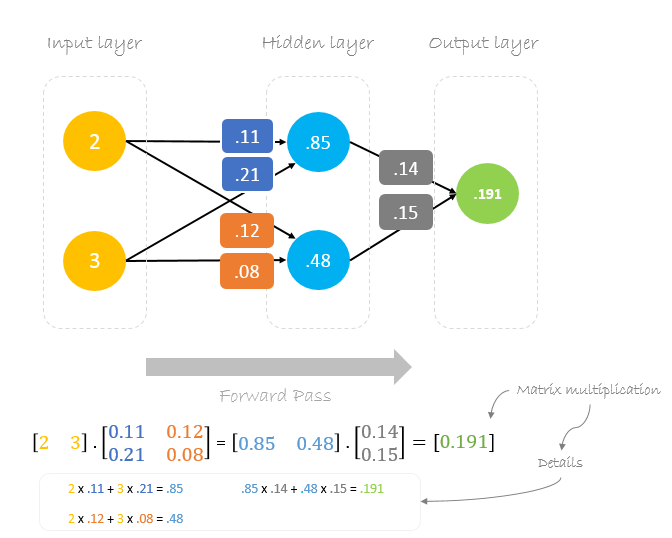 Input layer Hidden layer Output layer
2 .11 .85
.21 .14
.191
.12 .15
3 .08 .48
Forward Pass
Matrix multiplication
[2 3] . [0.11 0.12
0.21 0.08] = [0.85 0.48] . [0.14
0.15] = [0.191]
Details
2 x .11 + 3 x .21 = .85 .85 x .14 + .48 x .15 = .191
2 x .12 + 3 x .08 = .48